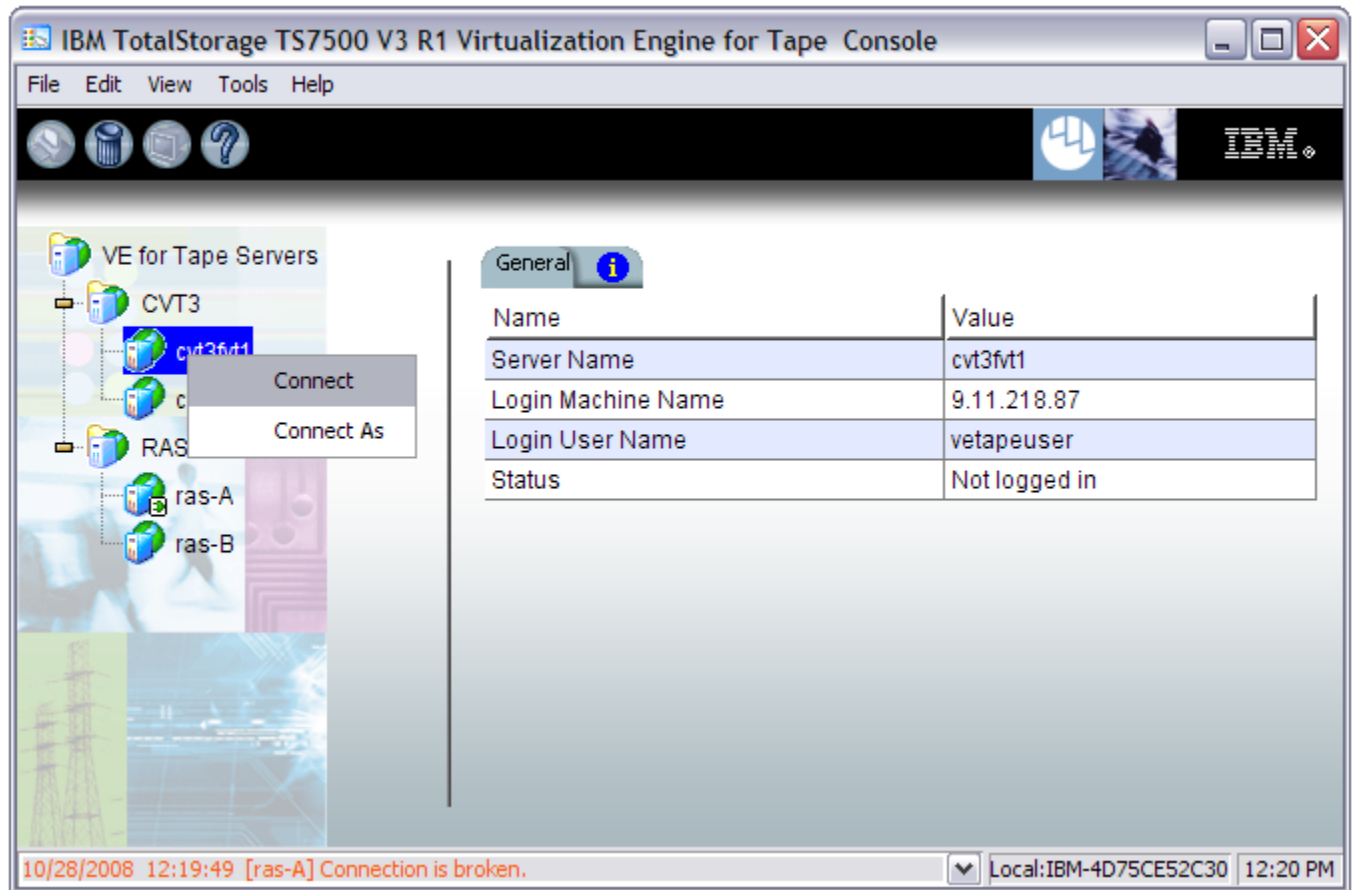 IBM TotalStorage TS7500 V3 R1 Virtualization Engine for Tape Console
File Edit View Tools Help
IBM
VE for Tape Servers
CVT3
cvt3fvt1
Connect
c
Connect As
RAS
ras-A
ras-B
General
Name Value
Server Name cvt3fvt1
Login Machine Name 9.11.218.87
Login User Name vetapeuser
Status Not logged in
10/28/2008 12:19:49 [ras-A] Connection is broken.
Local:IBM-4D75CE52C30 12:20 PM